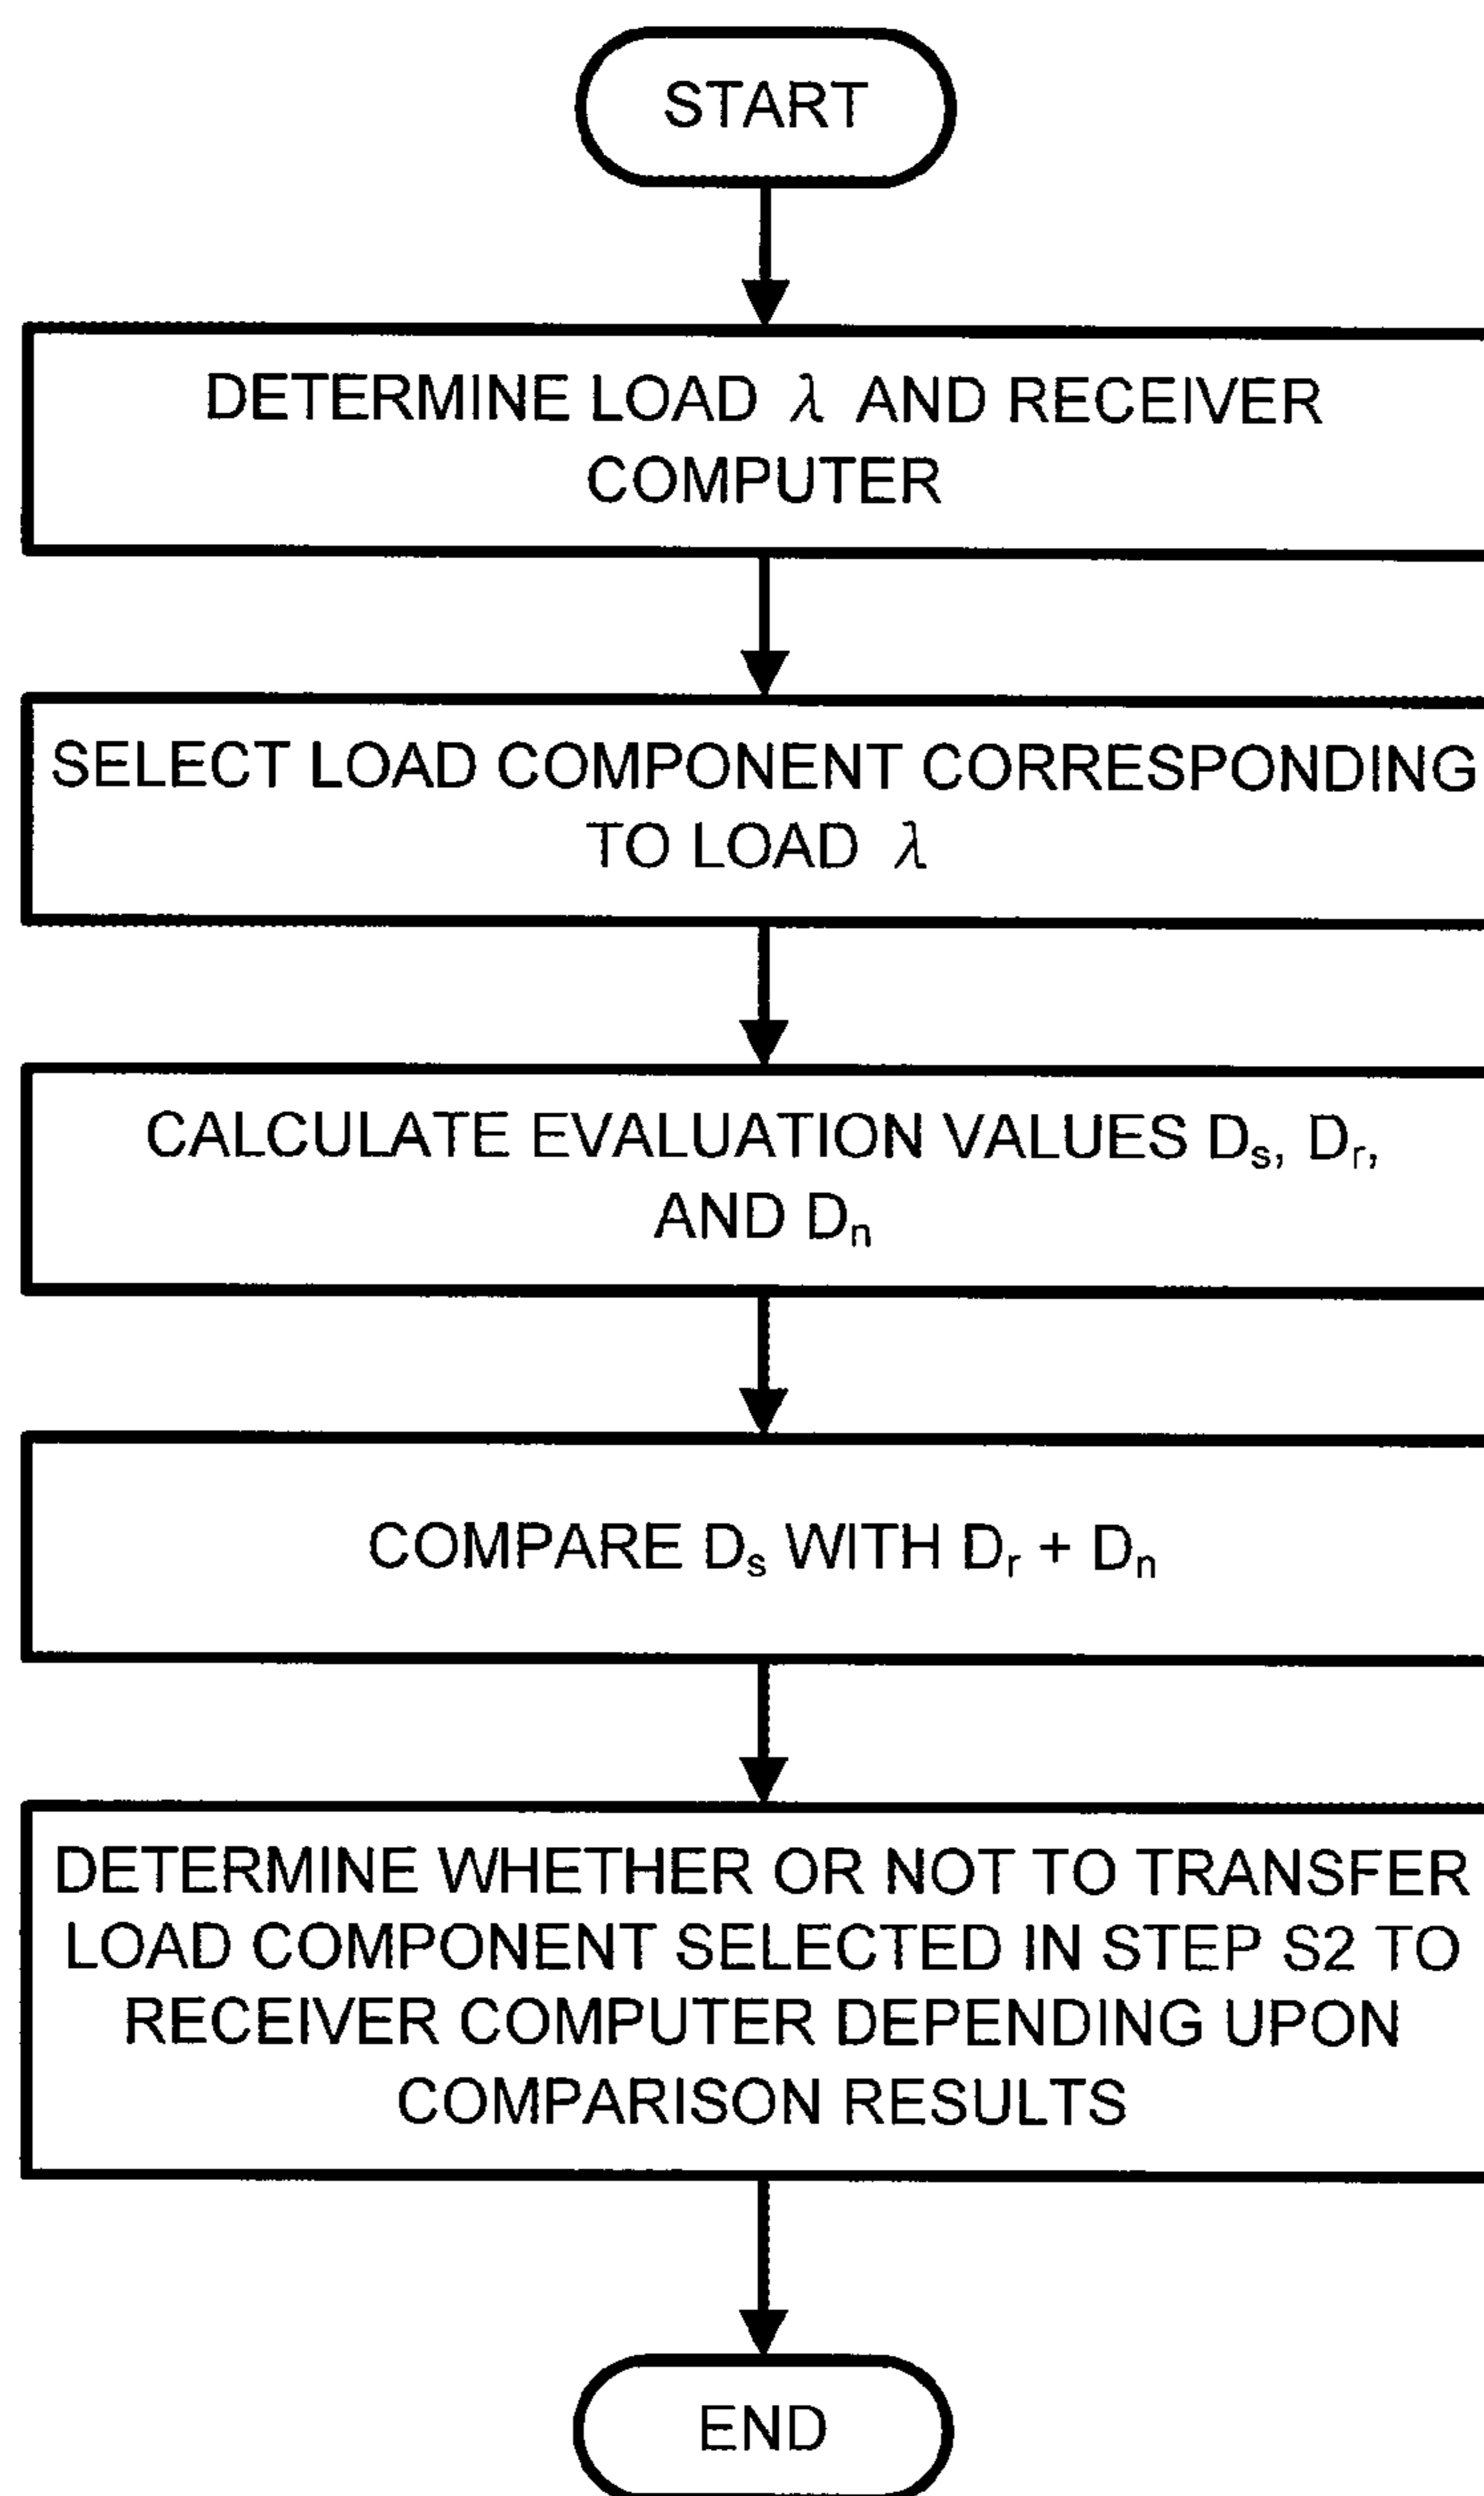 START
DETERMINE LOAD λ AND RECEIVER
COMPUTER
SELECT LOAD COMPONENT CORRESPONDING
TO LOAD λ
CALCULATE EVALUATION VALUES Ds, Dr,
AND Dn
COMPARE Ds WITH Dr + Dn
DETERMINE WHETHER OR NOT TO TRANSFER
LOAD COMPONENT SELECTED IN STEP S2 TO
RECEIVER COMPUTER DEPENDING UPON
COMPARISON RESULTS
END